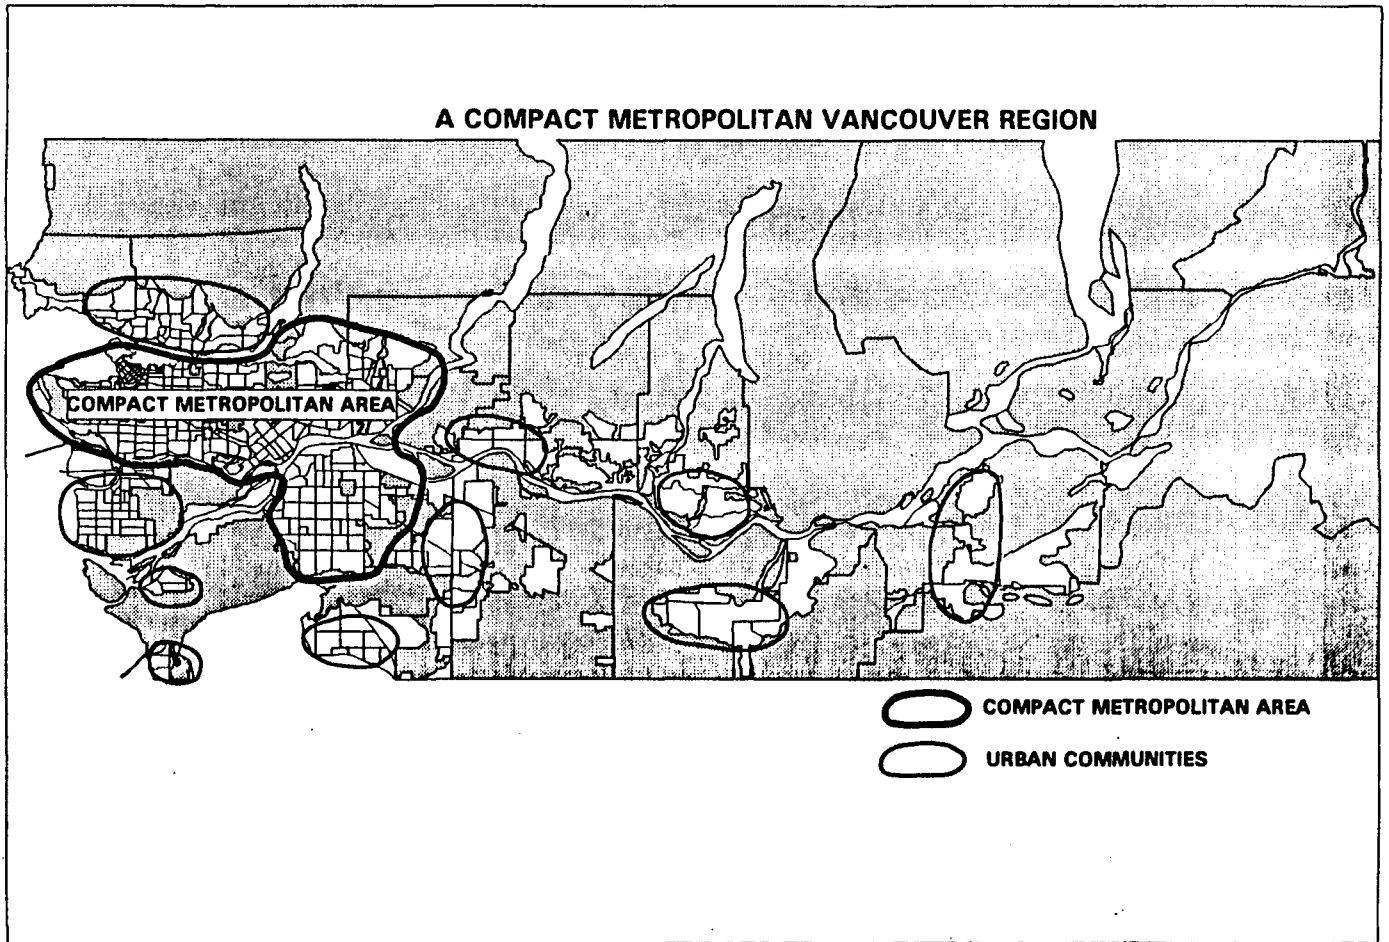 A COMPACT METROPOLITAN VANCOUVER REGION
COMPACT METROPOLITAN AREA
COMPACT METROPOLITAN AREA
URBAN COMMUNITIES